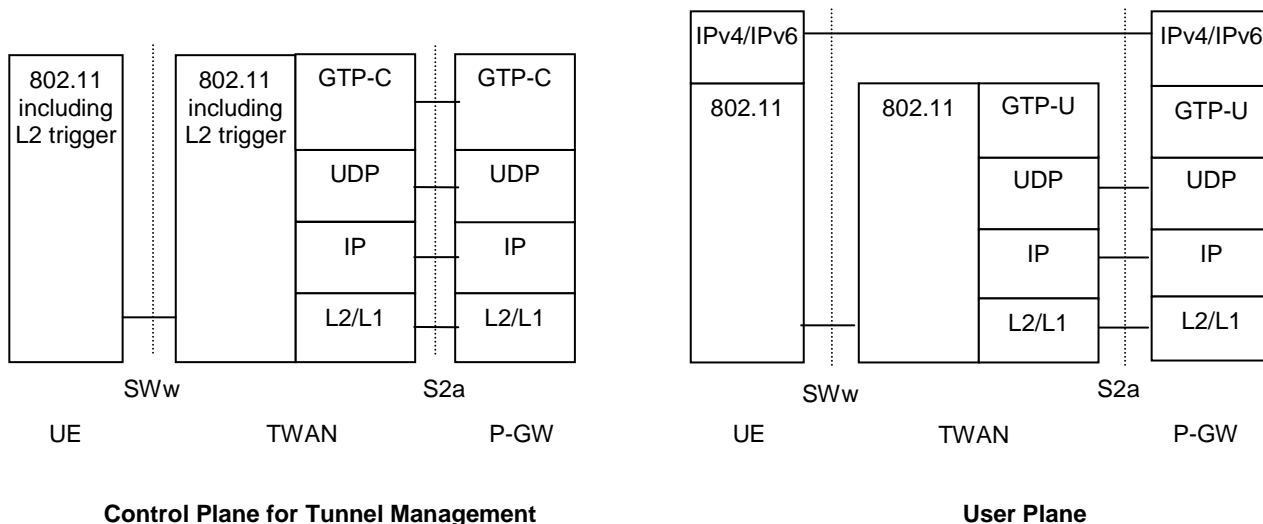 802.11
including
L2 trigger
802.11
including
L2 trigger
GTP-C
UDP
IP
L2/L1
GTP-C
UDP
IP
L2/L1
SWw
S2a
UE
TWAN
P-GW
Control Plane for Tunnel Management
IPv4/IPv6
802.11
802.11
GTP-U
UDP
IP
L2/L1
IPv4/IPv6
GTP-U
UDP
IP
L2/L1
SWw
S2a
UE
TWAN
P-GW
User Plane